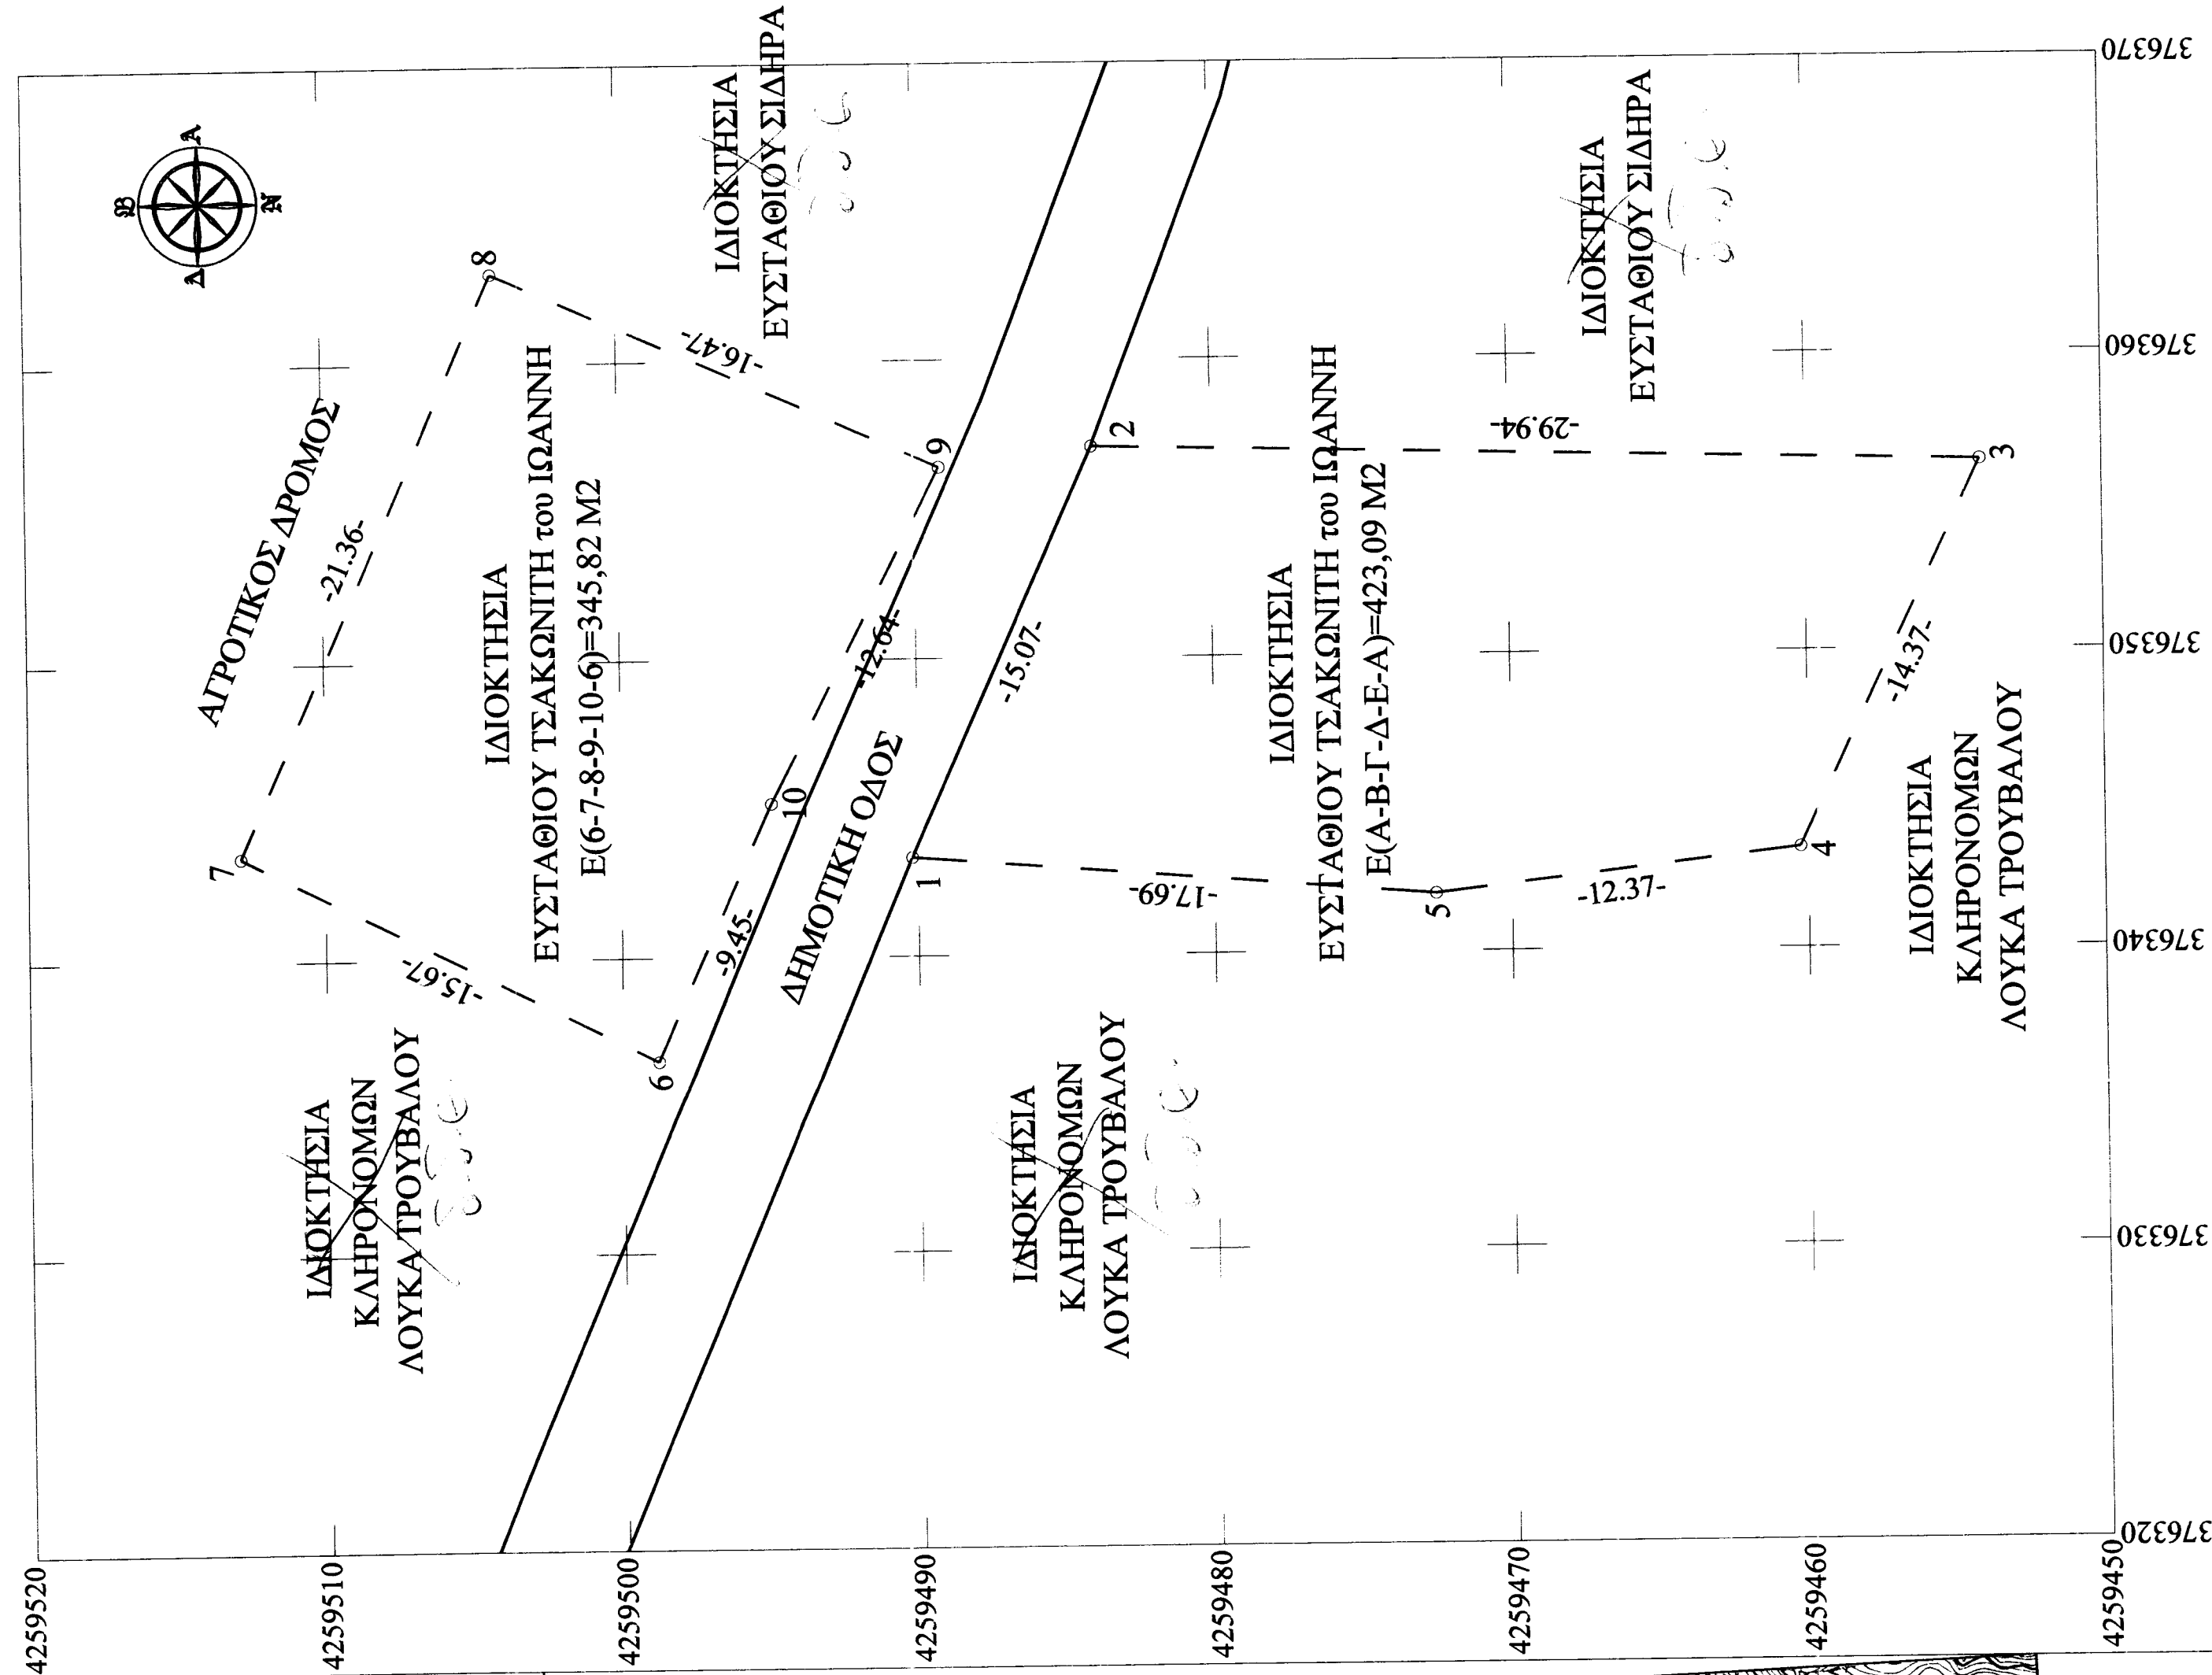 Β
Α
Δ
Ν
ΑΓΡΟΤΙΚΟΣ ΔΡΟΜΟΣ
7
8
-21.36-
-15.67-
-16.47-
ΙΔΙΟΚΤΗΣΙΑ
ΕΥΣΤΑΘΙΟΥ ΤΣΑΚΩΝΙΤΗ του ΙΩΑΝΝΗ
Ε(6-7-8-9-10-6)=345,82 Μ2
ΙΔΙΟΚΤΗΣΙΑ
ΕΥΣΤΑΘΙΟΥ ΣΙΔΗΡΑ
ΙΔΙΟΚΤΗΣΙΑ
ΚΛΗΡΟΝΟΜΩΝ
ΛΟΥΚΑ ΤΡΟΥΒΑΛΟΥ
6
-9.45-
10
-12.64-
9
ΔΗΜΟΤΙΚΗ ΟΔΟΣ
1
-15.07-
2
-17.69-
-29.94-
ΙΔΙΟΚΤΗΣΙΑ
ΕΥΣΤΑΘΙΟΥ ΤΣΑΚΩΝΙΤΗ του ΙΩΑΝΝΗ
Ε(Α-Β-Γ-Δ-Ε-Α)=423,09 Μ2
ΙΔΙΟΚΤΗΣΙΑ
ΚΛΗΡΟΝΟΜΩΝ
ΛΟΥΚΑ ΤΡΟΥΒΑΛΟΥ
ΙΔΙΟΚΤΗΣΙΑ
ΕΥΣΤΑΘΙΟΥ ΣΙΔΗΡΑ
5
-12.37-
4
-14.37-
3
ΙΔΙΟΚΤΗΣΙΑ
ΚΛΗΡΟΝΟΜΩΝ
ΛΟΥΚΑ ΤΡΟΥΒΑΛΟΥ
4259520
4259510
4259500
4259490
4259480
4259470
4259460
4259450
376320
376330
376340
376350
376360
376370